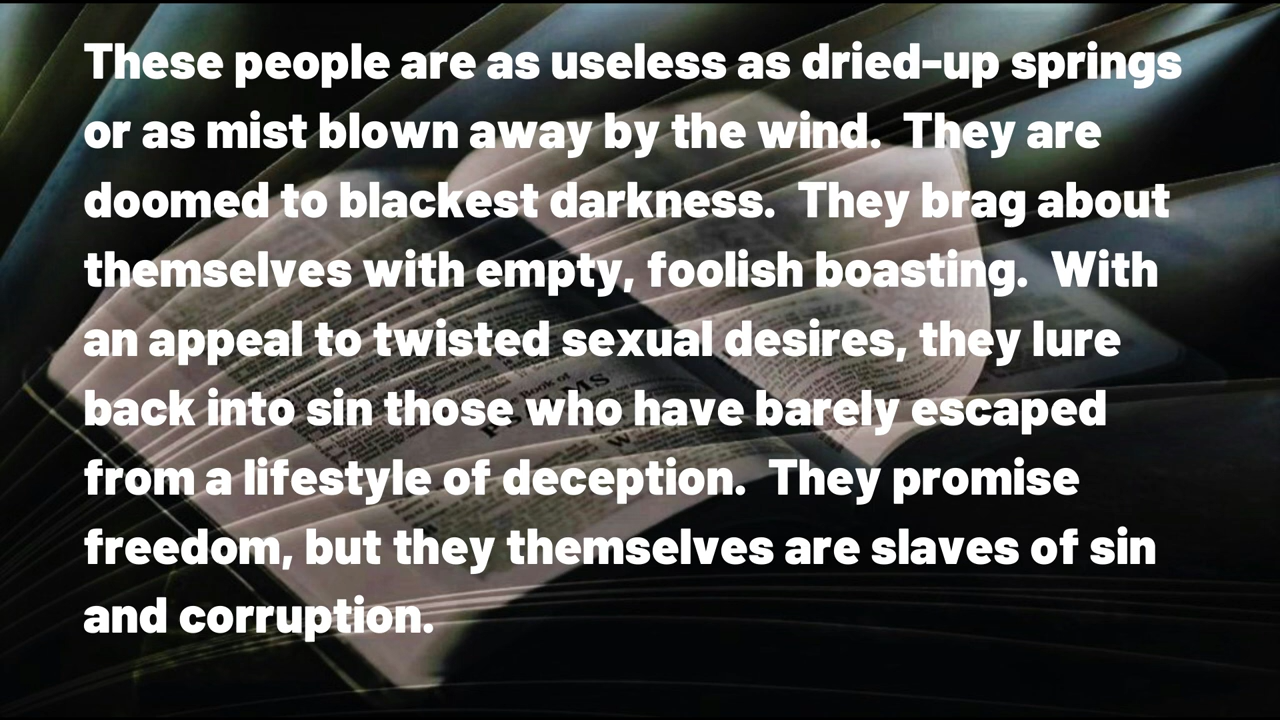 These people are as useless as dried-up springs
or as mist blown away by the wind.  They are
doomed to blackest darkness.  They brag about
themselves with empty, foolish boasting.  With
an appeal to twisted sexual desires, they lure
back into sin those who have barely escaped
from a lifestyle of deception.  They promise
freedom, but they themselves are slaves of sin
and corruption.
Book of
PSALMS